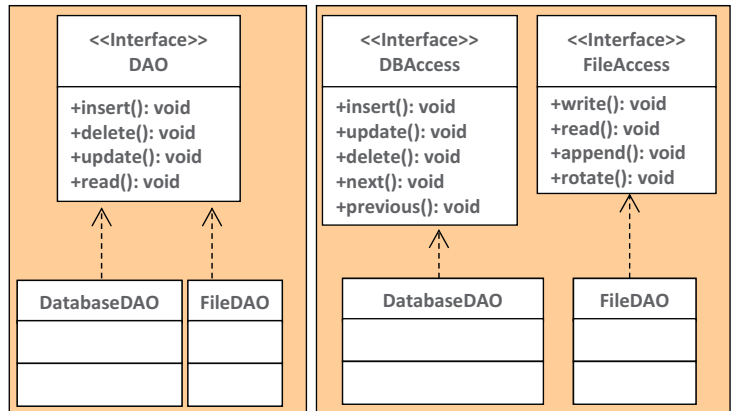 <<Interface>>
DAO
+insert(): void
+delete(): void
+update(): void
+read(): void
DatabaseDAO
FileDAO
<<Interface>>
DBAccess
+insert(): void
+update(): void
+delete(): void
+next(): void
+previous(): void
<<Interface>>
FileAccess
+write(): void
+read(): void
+append(): void
+rotate(): void
DatabaseDAO
FileDAO